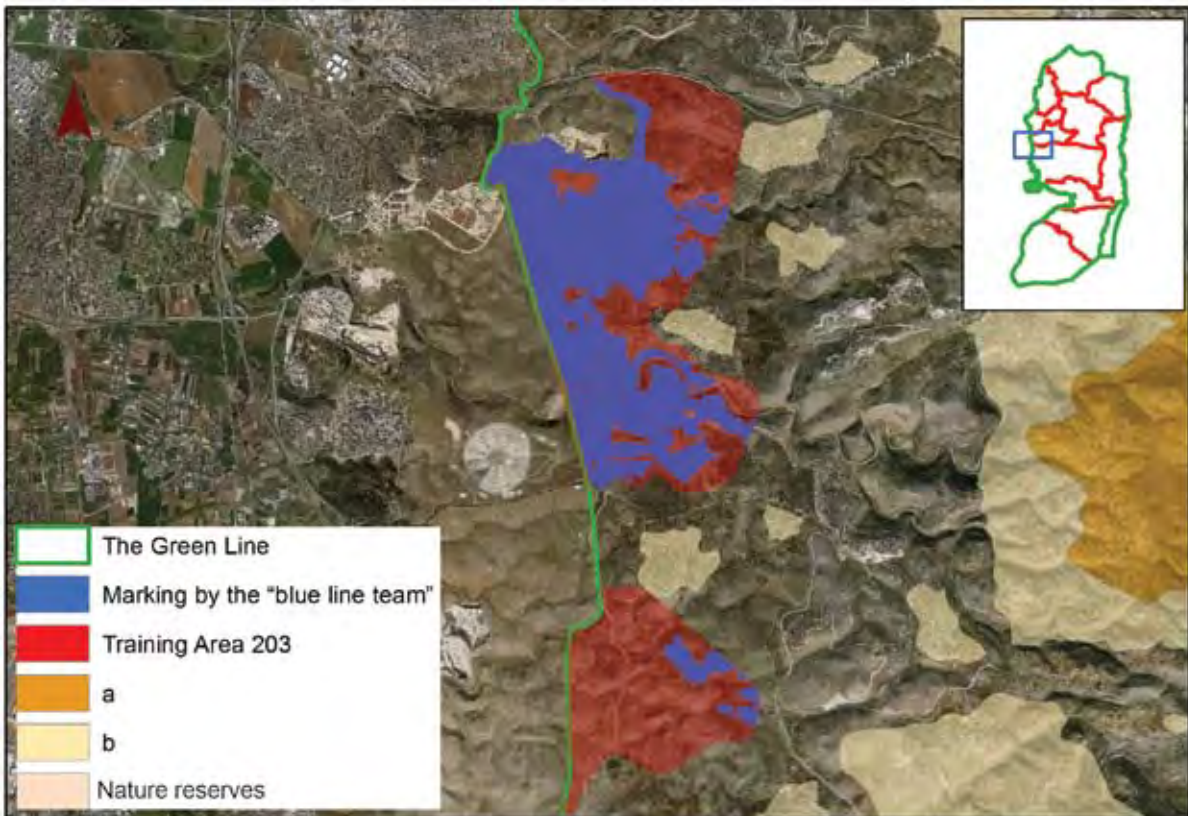 The Green Line
Marking by the "blue line team"
Training Area 203
a
b
Nature reserves